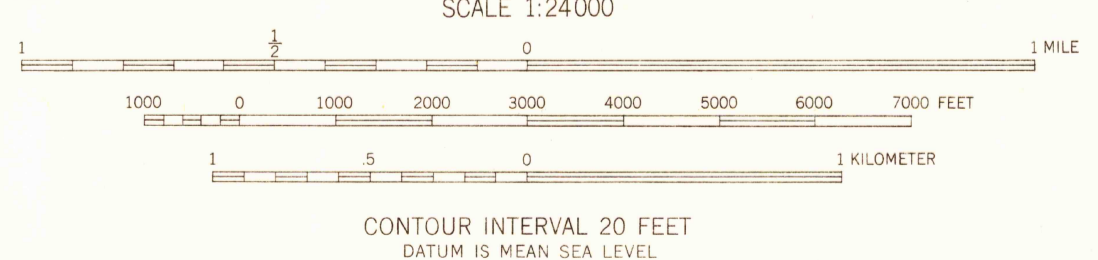 SCALE 1:24000
1 1/2 0 1 MILE
1000 0 1000 2000 3000 4000 5000 6000 7000 FEET
1 .5 0 1 KILOMETER
CONTOUR INTERVAL 20 FEET
DATUM IS MEAN SEA LEVEL